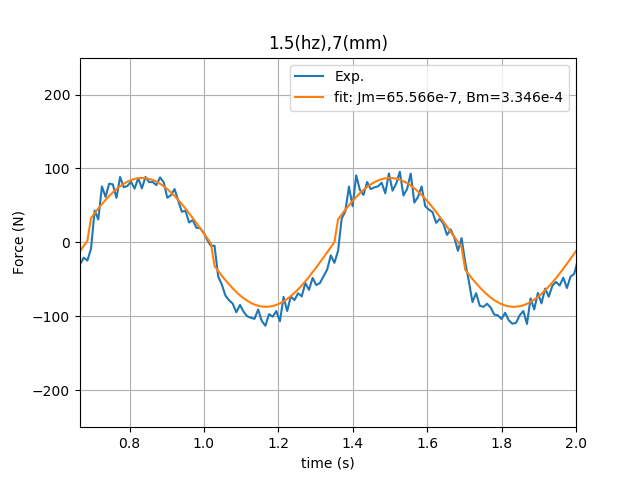 1.5(hz),7(mm)
Exp.
fit: Jm=65.566e-7, Bm=3.346e-4
200
100
0
−100
−200
Force (N)
0.8 1.0 1.2 1.4 1.6 1.8 2.0
time (s)